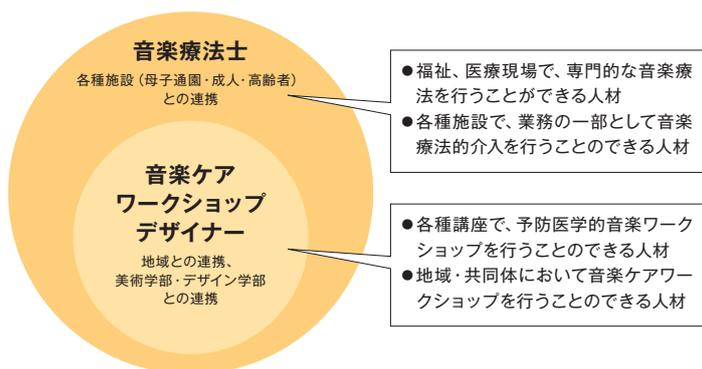 音楽療法士
各種施設（母子通園・成人・高齢者）
との連携
●福祉、医療現場で、専門的な音楽療
法を行うことができる人材
●各種施設で、業務の一部として音楽
療法的介入を行うことのできる人材
音楽ケア
ワークショップ
デザイナー
地域との連携、
美術学部・デザイン学部
との連携
●各種講座で、予防医学的音楽ワーク
ショップを行うことのできる人材
●地域・共同体において音楽ケアワー
クショップを行うことのできる人材